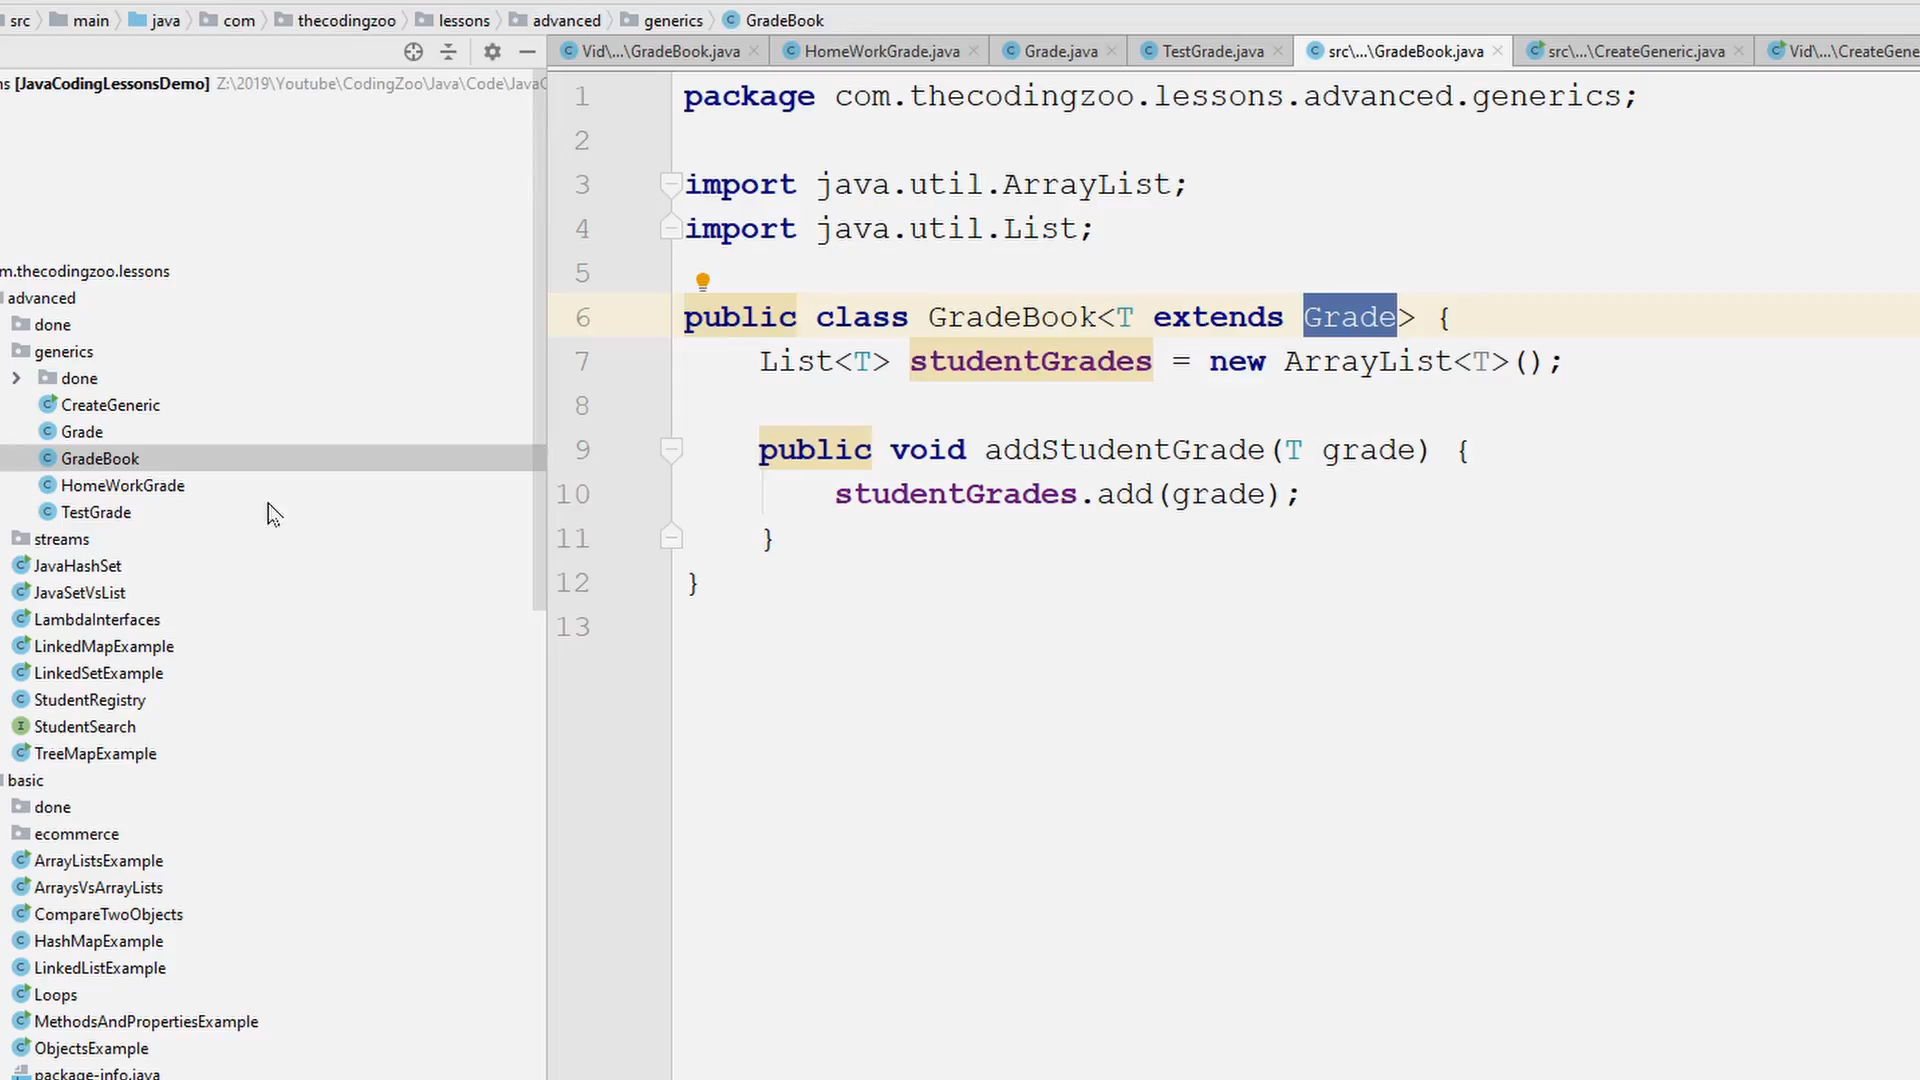 src main java com thecodingzoo lessons advanced generics GradeBook
Vid\...\GradeBook.java HomeWorkGrade.java Grade.java TestGrade.java src\...\GradeBook.java src\...\CreateGeneric.java Vid\...\CreateGene
ns [JavaCodingLessonsDemo] Z:\2019\Youtube\CodingZoo\Java\Code\JavaC
m.thecodingzoo.lessons
advanced
done
generics
done
CreateGeneric
Grade
GradeBook
HomeWorkGrade
TestGrade
streams
JavaHashSet
JavaSetVsList
LambdaInterfaces
LinkedMapExample
LinkedSetExample
StudentRegistry
StudentSearch
TreeMapExample
basic
done
ecommerce
ArrayListsExample
ArraysVsArrayLists
CompareTwoObjects
HashMapExample
LinkedListExample
Loops
MethodsAndPropertiesExample
ObjectsExample
package-info.java
1 package com.thecodingzoo.lessons.advanced.generics;
2
3 import java.util.ArrayList;
4 import java.util.List;
5
6 public class GradeBook<T extends Grade> {
7 List<T> studentGrades = new ArrayList<T>();
8
9 public void addStudentGrade(T grade) {
10 studentGrades.add(grade);
11 }
12 }
13